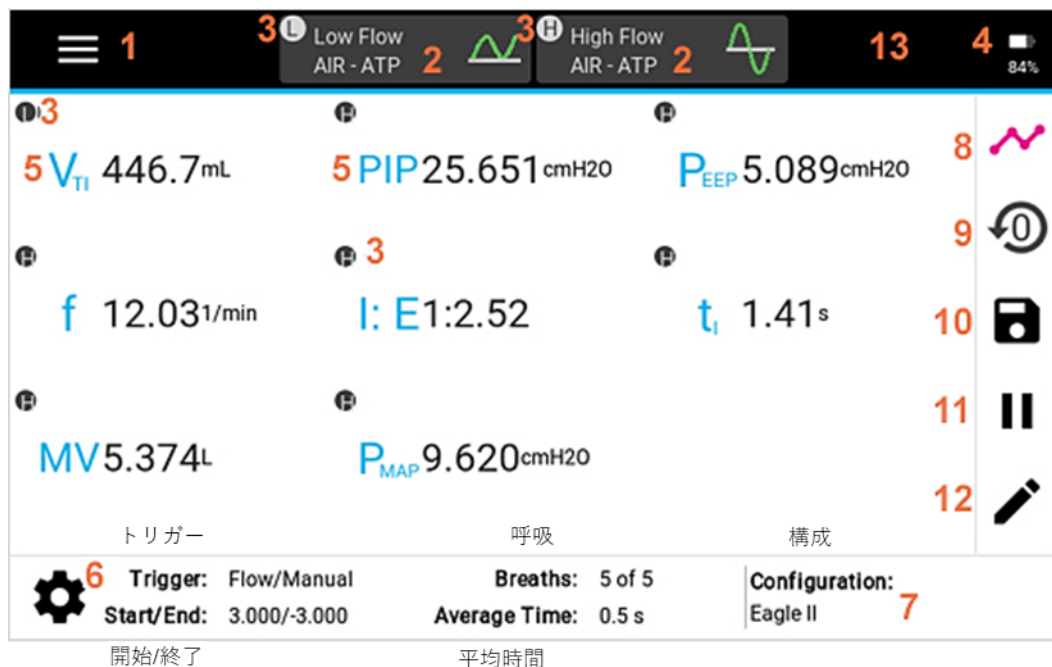 1
3 L Low Flow 3 H High Flow 13 4
AIR - ATP 2 AIR - ATP 2 84%
3 H H
5 VTI 446.7 mL 5 PIP 25.651 cmH2O PEEP 5.089 cmH2O 8
9
H H 3 H
f 12.03 1/min I: E 1:2.52 tI 1.41 s 10
H H 11
MV 5.374 L PMAP 9.620 cmH2O
12
トリガー 呼吸 構成
6 Trigger: Flow/Manual Breaths: 5 of 5 Configuration:
Start/End: 3.000/-3.000 Average Time: 0.5 s Eagle II 7
開始/終了 平均時間
0